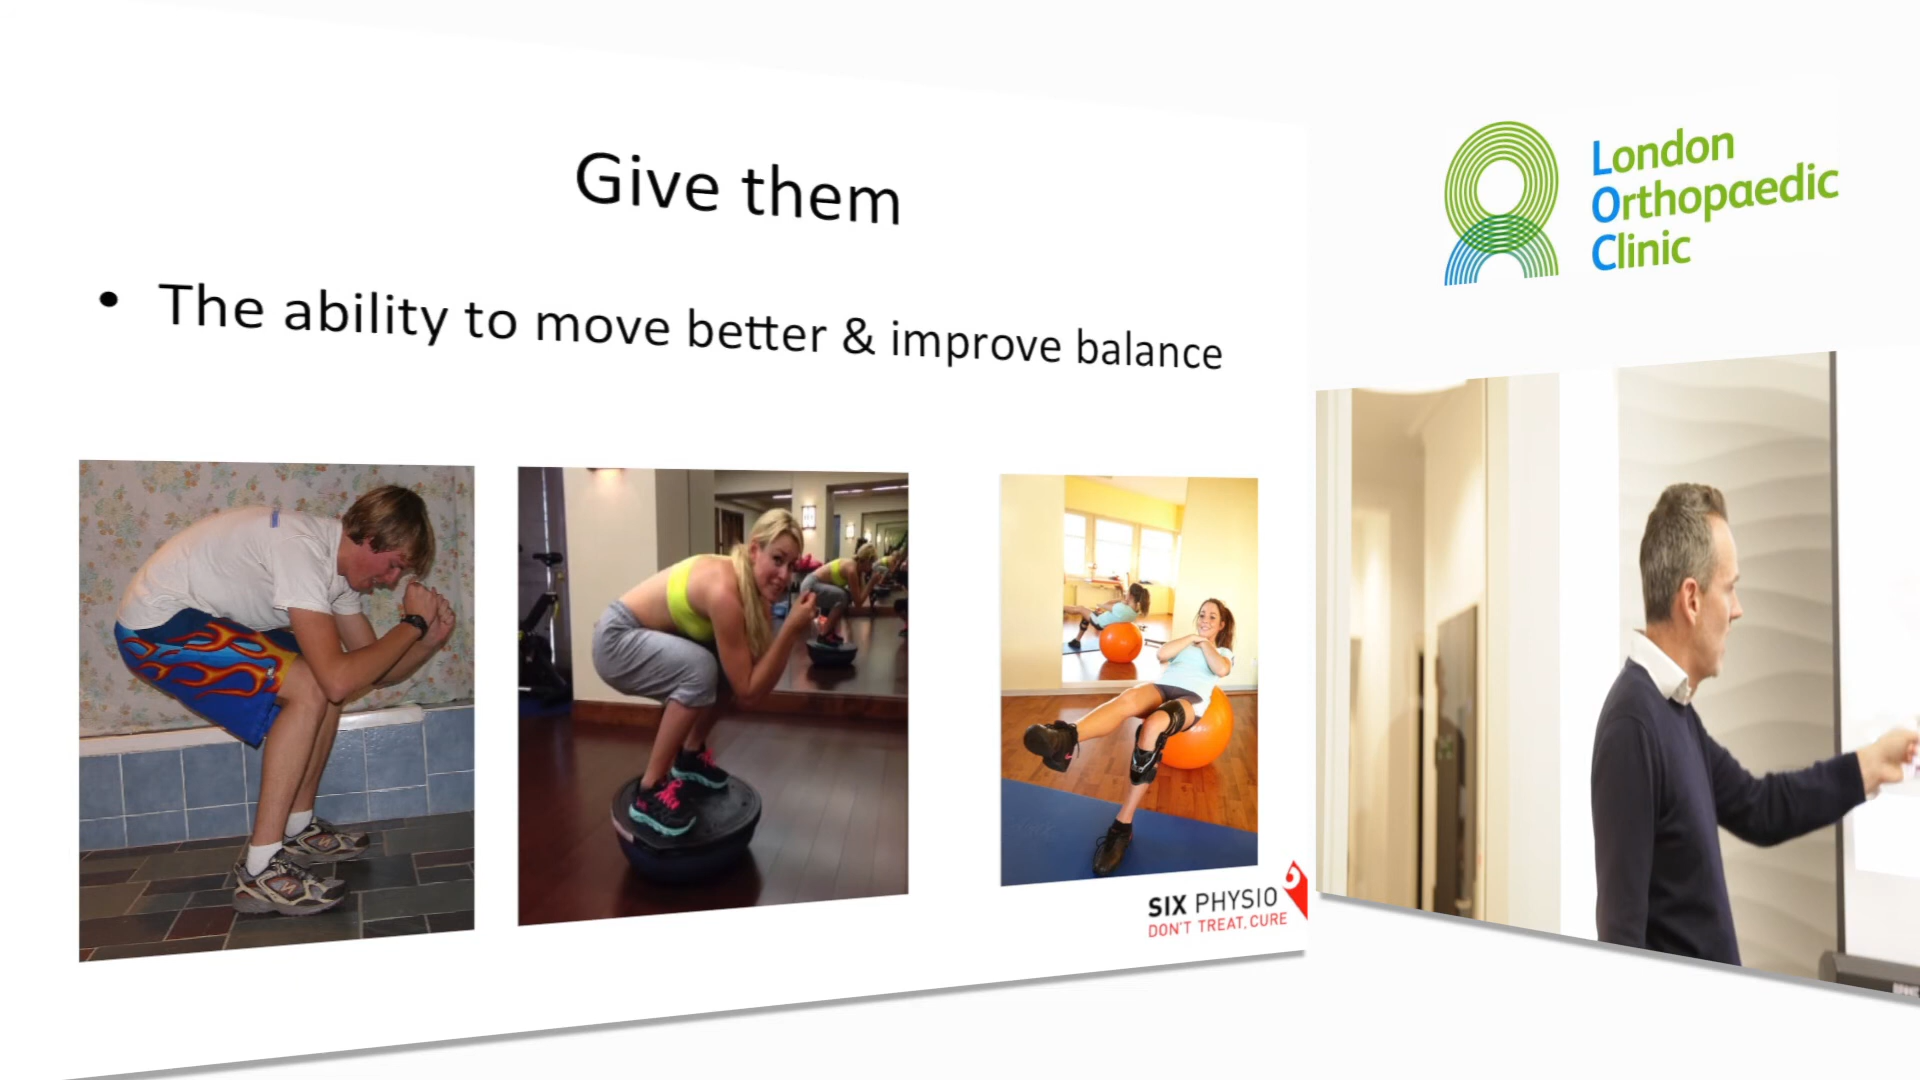 Give them
• The ability to move better & improve balance
SIX PHYSIO
DON'T TREAT, CURE
London
Orthopaedic
Clinic